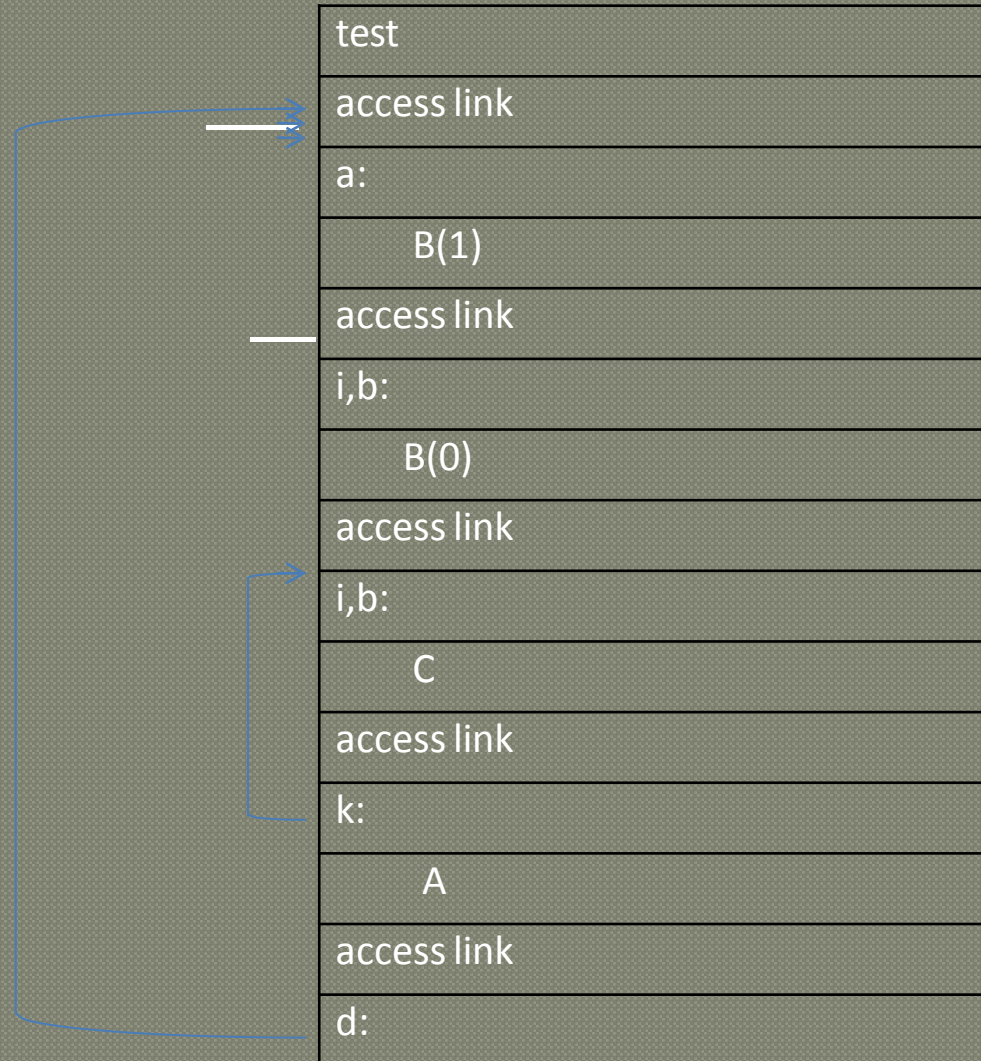 test
access link
a:
B(1)
access link
i,b:
B(0)
access link
i,b:
C
access link
k:
A
access link
d: